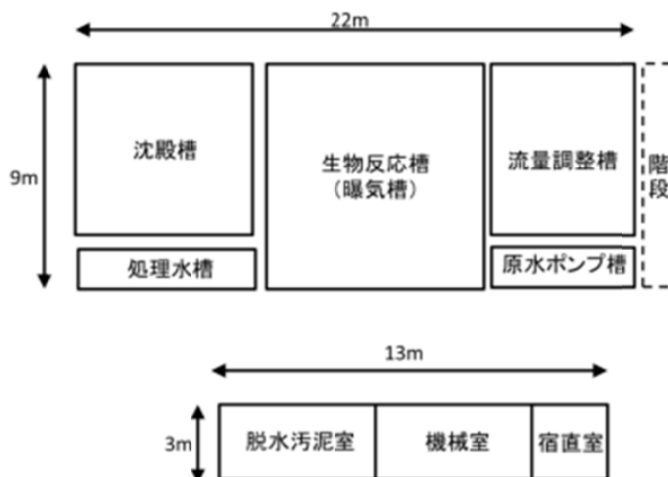 22m
9m
沈殿槽
生物反応槽
（曝気槽）
流量調整槽
階段
処理水槽
原水ポンプ槽
13m
3m
脱水汚泥室
機械室
宿直室